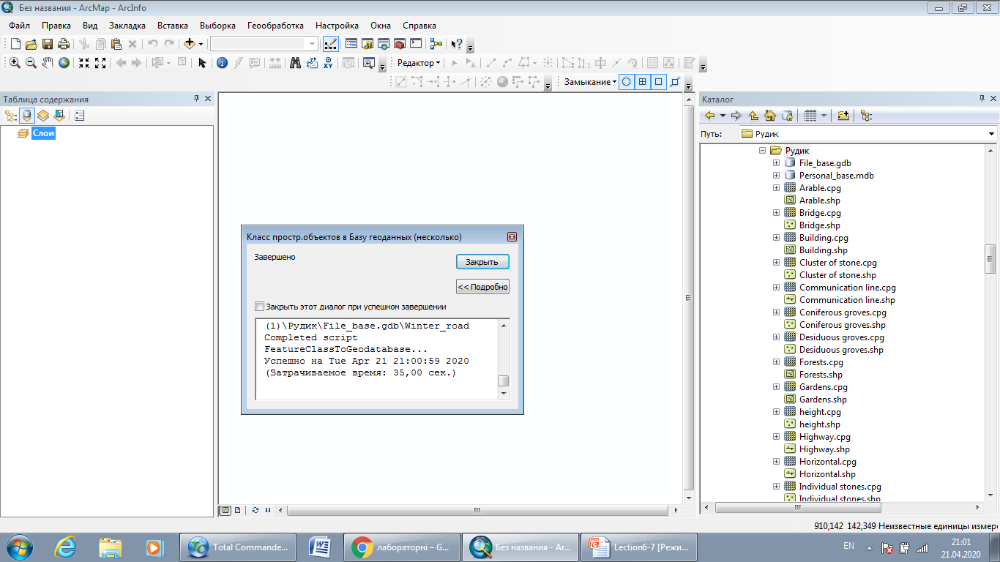 Без названия - ArcMap - ArcInfo
Файл Правка Вид Закладка Вставка Выборка Геообработка Настройка Окна Справка
Редактор
Замыкание
Таблица содержания
Слои
Класс простр.объектов в Базу геоданных (несколько)
Завершено
Закрыть
<< Подробно
Закрыть этот диалог при успешном завершении
(1)\Рудик\File_base.gdb\Winter_road
Completed script
FeatureClassToGeodatabase...
Успешно на Tue Apr 21 21:00:59 2020
(Затрачиваемое время: 35,00 сек.)
Каталог
Путь: Рудик
Рудик
File_base.gdb
Personal_base.mdb
Arable.cpg
Arable.shp
Bridge.cpg
Bridge.shp
Building.cpg
Building.shp
Cluster of stone.cpg
Cluster of stone.shp
Communication line.cpg
Communication line.shp
Coniferous groves.cpg
Coniferous groves.shp
Desiduous groves.cpg
Desiduous groves.shp
Forests.cpg
Forests.shp
Gardens.cpg
Gardens.shp
height.cpg
height.shp
Highway.cpg
Highway.shp
Horizontal.cpg
Horizontal.shp
Individual stones.cpg
Individual stones.shp
910,142 142,349 Неизвестные единицы измер
Total Commande...
лабораторні – G...
Без названия - Ar...
Lection6-7 [Режи...
EN
21:01
21.04.2020